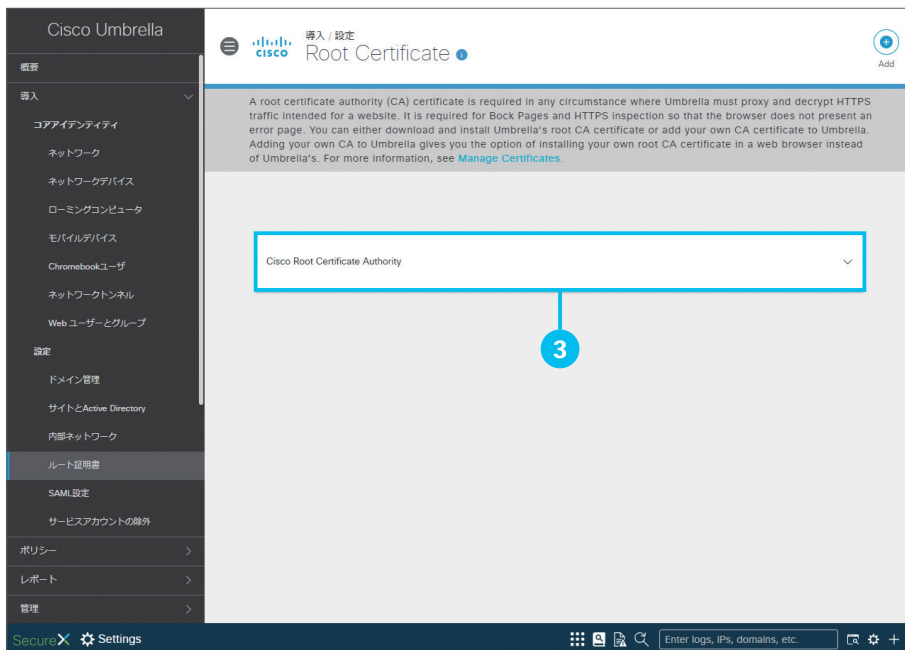 Cisco Umbrella
概要
導入
コアアイデンティティ
ネットワーク
ネットワークデバイス
ローミングコンピュータ
モバイルデバイス
Chromebookユーザ
ネットワークトンネル
Web ユーザーとグループ
設定
ドメイン管理
サイトとActive Directory
内部ネットワーク
ルート証明書
SAML設定
サービスアカウントの除外
ポリシー
レポート
管理
CISCO
導入 / 設定
Root Certificate
Add
A root certificate authority (CA) certificate is required in any circumstance where Umbrella must proxy and decrypt HTTPS
traffic intended for a website. It is required for Bock Pages and HTTPS inspection so that the browser does not present an
error page. You can either download and install Umbrella's root CA certificate or add your own CA certificate to Umbrella.
Adding your own CA to Umbrella gives you the option of installing your own root CA certificate in a web browser instead
of Umbrella's. For more information, see Manage Certificates.
Cisco Root Certificate Authority
3
SecureX Settings
Enter logs, IPs, domains, etc.